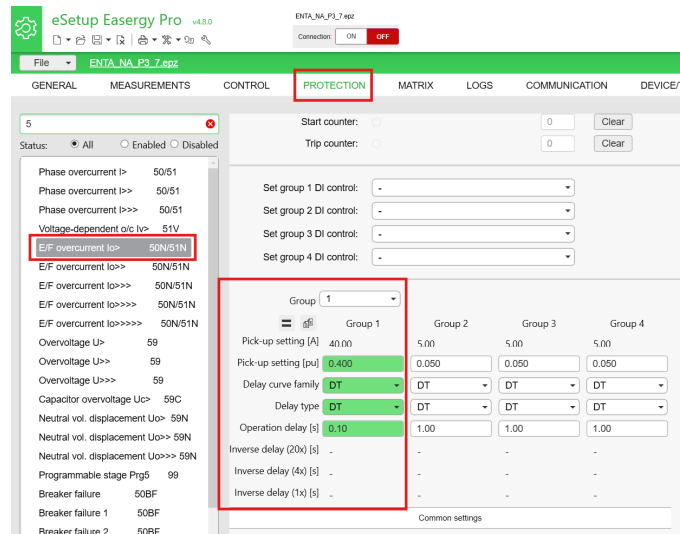 eSetup Easergy Pro v4.8.0
ENTA_NA_P3_7.epz
Connection: ON OFF
File ENTA_NA_P3_7.epz
GENERAL MEASUREMENTS CONTROL PROTECTION MATRIX LOGS COMMUNICATION DEVICE/
5
Status: All Enabled Disabled
Phase overcurrent I> 50/51
Phase overcurrent I>> 50/51
Phase overcurrent I>>> 50/51
Voltage-dependent o/c Iv> 51V
E/F overcurrent Io> 50N/51N
E/F overcurrent Io>> 50N/51N
E/F overcurrent Io>>> 50N/51N
E/F overcurrent Io>>>> 50N/51N
E/F overcurrent Io>>>>> 50N/51N
Overvoltage U> 59
Overvoltage U>> 59
Overvoltage U>>> 59
Capacitor overvoltage Uc> 59C
Neutral vol. displacement Uo> 59N
Neutral vol. displacement Uo>> 59N
Neutral vol. displacement Uo>>> 59N
Programmable stage Prg5 99
Breaker failure 50BF
Breaker failure 1 50BF
Breaker failure 2 50BF
Start counter: 0 Clear
Trip counter: 0 Clear
Set group 1 DI control: -
Set group 2 DI control: -
Set group 3 DI control: -
Set group 4 DI control: -
Group 1
Group 1 Group 2 Group 3 Group 4
Pick-up setting [A] 40.00 5.00 5.00 5.00
Pick-up setting [pu] 0.400 0.050 0.050 0.050
Delay curve family DT DT DT DT
Delay type DT DT DT DT
Operation delay [s] 0.10 1.00 1.00 1.00
Inverse delay (20x) [s] - - - -
Inverse delay (4x) [s] - - - -
Inverse delay (1x) [s] - - - -
Common settings